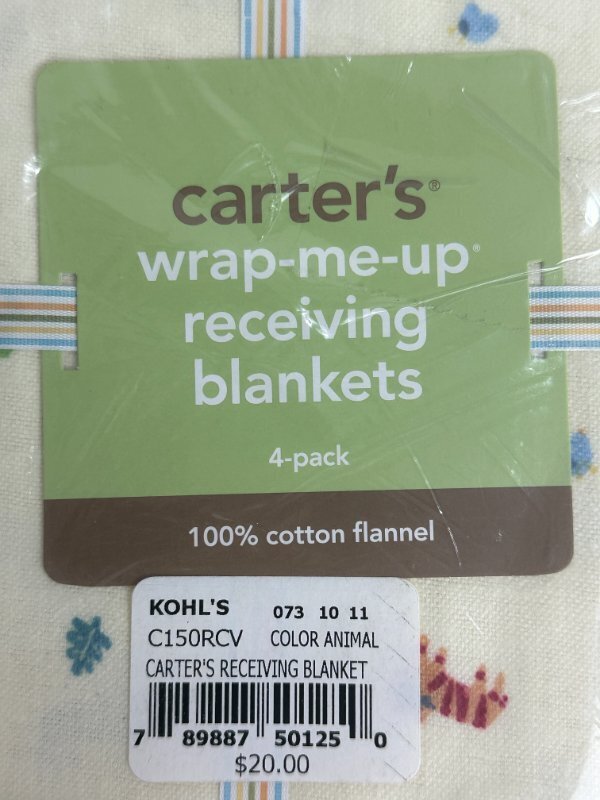 carter's®
wrap-me-up®
receiving
blankets
4-pack
100% cotton flannel
KOHL'S 073 10 11
C150RCV COLOR ANIMAL
CARTER'S RECEIVING BLANKET
7 89887 50125 0
$20.00